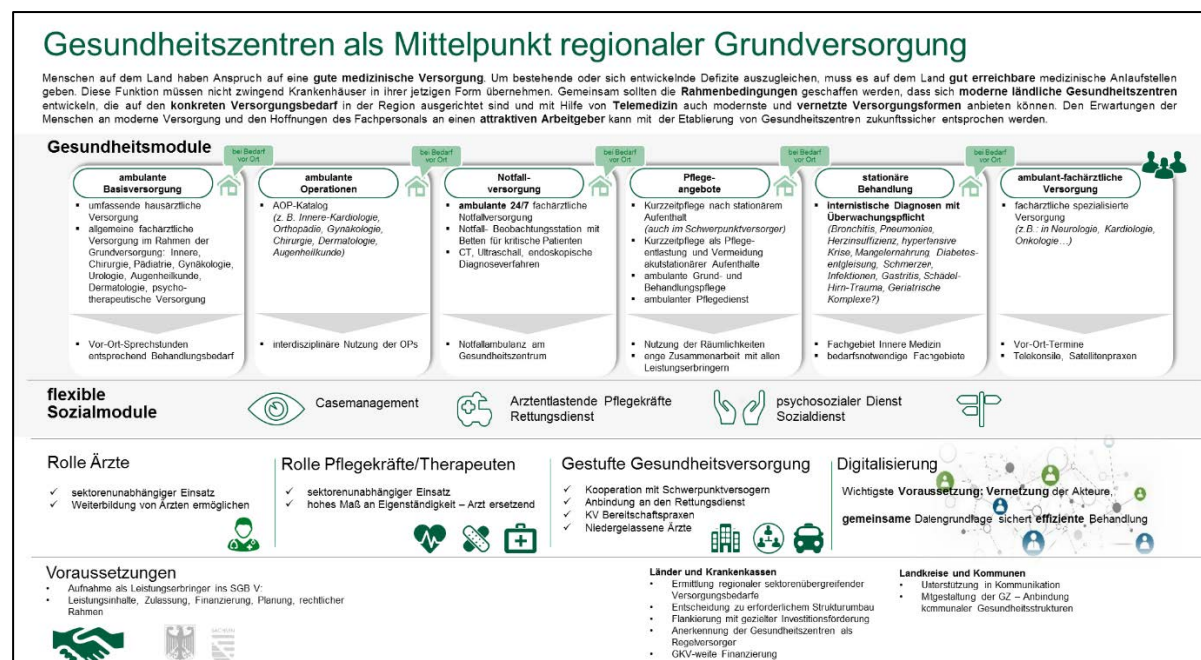 Gesundheitszentren als Mittelpunkt regionaler Grundversorgung
Menschen auf dem Land haben Anspruch auf eine gute medizinische Versorgung. Um bestehende oder sich entwickelnde Defizite auszugleichen, muss es auf dem Land gut erreichbare medizinische Anlaufstellen
geben. Diese Funktion müssen nicht zwingend Krankenhäuser in ihrer jetzigen Form übernehmen. Gemeinsam sollten die Rahmenbedingungen geschaffen werden, dass sich moderne ländliche Gesundheitszentren
entwickeln, die auf den konkreten Versorgungsbedarf in der Region ausgerichtet sind und mit Hilfe von Telemedizin auch modernste und vernetzte Versorgungsformen anbieten können. Den Erwartungen der
Menschen an moderne Versorgung und den Hoffnungen des Fachpersonals an einen attraktiven Arbeitgeber kann mit der Etablierung von Gesundheitszentren zukunftssicher entsprochen werden.
Gesundheitsmodule
bei Bedarf
vor Ort
bei Bedarf
vor Ort
bei Bedarf
vor Ort
bei Bedarf
vor Ort
bei Bedarf
vor Ort
ambulante
Basisversorgung
▪ umfassende hausärztliche
Versorgung
▪ allgemeine fachärztliche
Versorgung im Rahmen der
Grundversorgung: Innere,
Chirurgie, Pädiatrie, Gynäkologie,
Urologie, Augenheilkunde,
Dermatologie, psycho-
therapeutische Versorgung
▪ Vor-Ort-Sprechstunden
entsprechend Behandlungsbedarf
ambulante
Operationen
▪ AOP-Katalog
(z. B. Innere-Kardiologie,
Orthopädie, Gynäkologie,
Chirurgie, Dermatologie,
Augenheilkunde)
▪ interdisziplinäre Nutzung der OPs
Notfall-
versorgung
▪ ambulante 24/7 fachärztliche
Notfallversorgung
▪ Notfall- Beobachtungsstation mit
Betten für kritische Patienten
▪ CT, Ultraschall, endoskopische
Diagnoseverfahren
▪ Notfallambulanz am
Gesundheitszentrum
Pflege-
angebote
▪ Kurzzeitpflege nach stationärem
Aufenthalt
(auch im Schwerpunktversorger)
▪ Kurzzeitpflege als Pflege-
entlastung und Vermeidung
akutstationärer Aufenthalte
▪ ambulante Grund- und
Behandlungspflege
▪ ambulanter Pflegedienst
▪ Nutzung der Räumlichkeiten
▪ enge Zusammenarbeit mit allen
Leistungserbringern
stationäre
Behandlung
▪ internistische Diagnosen mit
Überwachungspflicht
(Bronchitis, Pneumonies,
Herzinsuffizienz, hypertensive
Krise, Mangelernährung, Diabetes-
entgleisung, Schmerzer,
Infektionen, Gastritis, Schädel-
Hirn-Trauma, Geriatrische
Komplexe?)
▪ Fachgebiet Innere Medizin
▪ bedarfsnotwendige Fachgebiete
ambulant-fachärztliche
Versorgung
▪ fachärztliche spezialisierte
Versorgung
(z.B.: in Neurologie, Kardiologie,
Onkologie…)
▪ Vor-Ort-Termine
▪ Telekonsile, Satellitenpraxen
flexible
Sozialmodule
Casemanagement
Arztentlastende Pflegekräfte
Rettungsdienst
psychosozialer Dienst
Sozialdienst
Rolle Ärzte
✓ sektorenunabhängiger Einsatz
✓ Weiterbildung von Ärzten ermöglichen
Rolle Pflegekräfte/Therapeuten
✓ sektorenunabhängiger Einsatz
✓ hohes Maß an Eigenständigkeit – Arzt ersetzend
Gestufte Gesundheitsversorgung
✓ Kooperation mit Schwerpunktversogern
✓ Anbindung an den Rettungsdienst
✓ KV Bereitschaftspraxen
✓ Niedergelassene Ärzte
Digitalisierung
Wichtigste Voraussetzung: Vernetzung der Akteure,
gemeinsame Datengrundlage sichert effiziente Behandlung
Voraussetzungen
• Aufnahme als Leistungserbringer ins SGB V:
• Leistungsinhalte, Zulassung, Finanzierung, Planung, rechtlicher
Rahmen
Länder und Krankenkassen
• Ermittlung regionaler sektorenübergreifender
Versorgungsbedarfe
• Entscheidung zu erforderlichem Strukturumbau
• Flankierung mit gezielter Investitionsförderung
• Anerkennung der Gesundheitszentren als
Regelversorger
• GKV-weite Finanzierung
Landkreise und Kommunen
• Unterstützung in Kommunikation
• Mitgestaltung der GZ – Anbindung
kommunaler Gesundheitsstrukturen